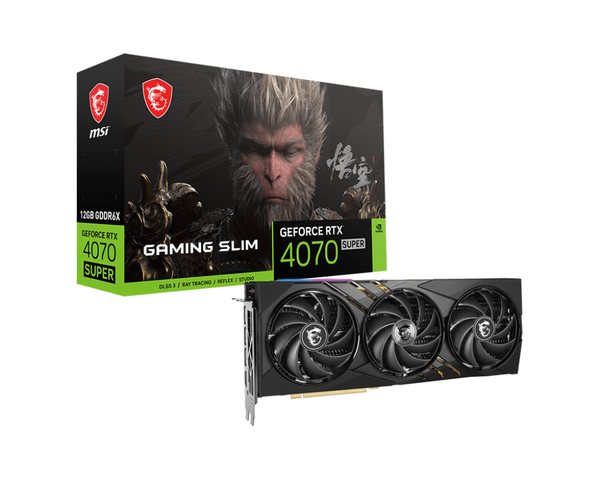 msi
12GB GDDR6X
GEFORCE RTX
4070
SUPER
GAMING SLIM
DLSS 3 / RAY TRACING / REFLEX / STUDIO
悟空
GEFORCE RTX
4070 SUPER